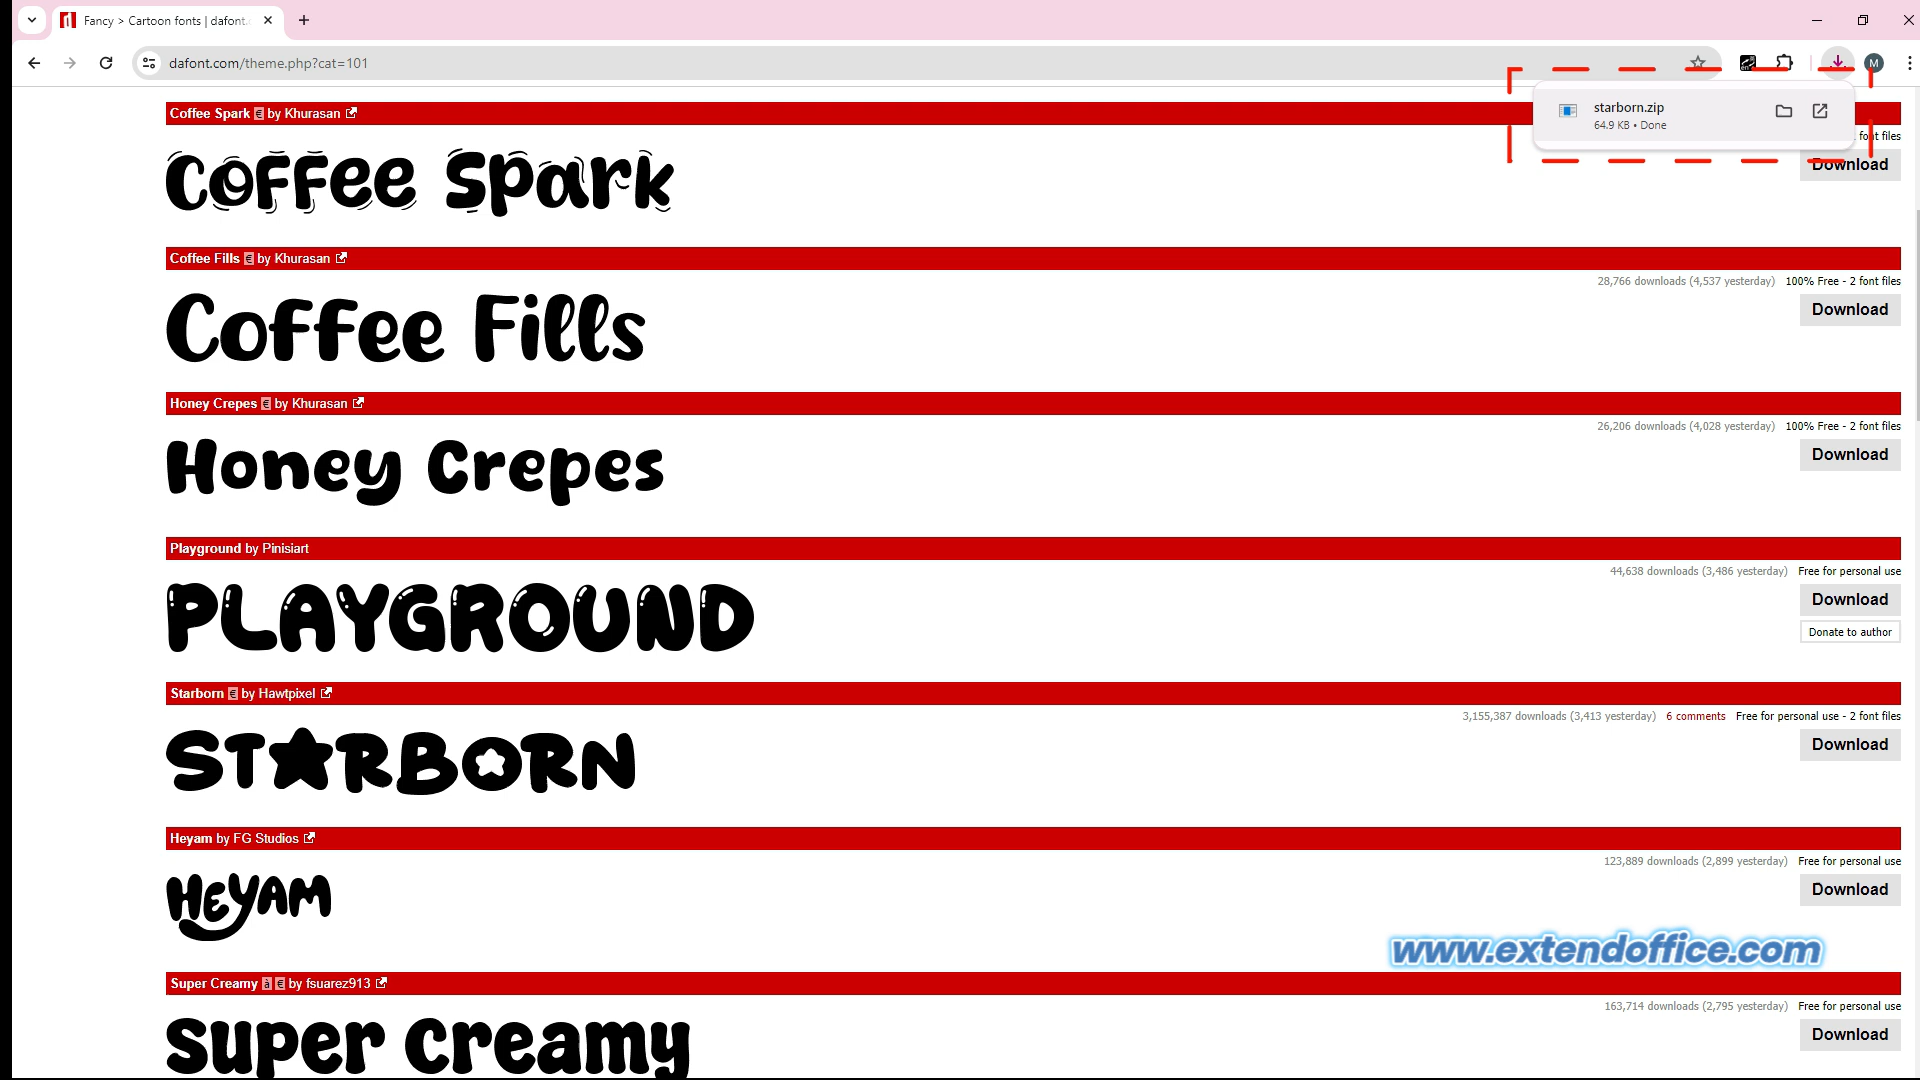 Fancy > Cartoon fonts | dafont.
dafont.com/theme.php?cat=101
M
starborn.zip
64.9 KB • Done
Coffee Spark € by Khurasan
font files
Coffee Spark
Download
Coffee Fills € by Khurasan
28,766 downloads (4,537 yesterday) 100% Free - 2 font files
Coffee Fills
Download
Honey Crepes € by Khurasan
26,206 downloads (4,028 yesterday) 100% Free - 2 font files
Honey Crepes
Download
Playground by Pinisiart
44,638 downloads (3,486 yesterday) Free for personal use
PLAYGROUND
Download
Donate to author
Starborn € by Hawtpixel
3,155,387 downloads (3,413 yesterday) 6 comments Free for personal use - 2 font files
STARBORN
Download
Heyam by FG Studios
123,889 downloads (2,899 yesterday) Free for personal use
HEYAM
Download
www.extendoffice.com
Super Creamy à € by fsuarez913
163,714 downloads (2,795 yesterday) Free for personal use
Super Creamy
Download